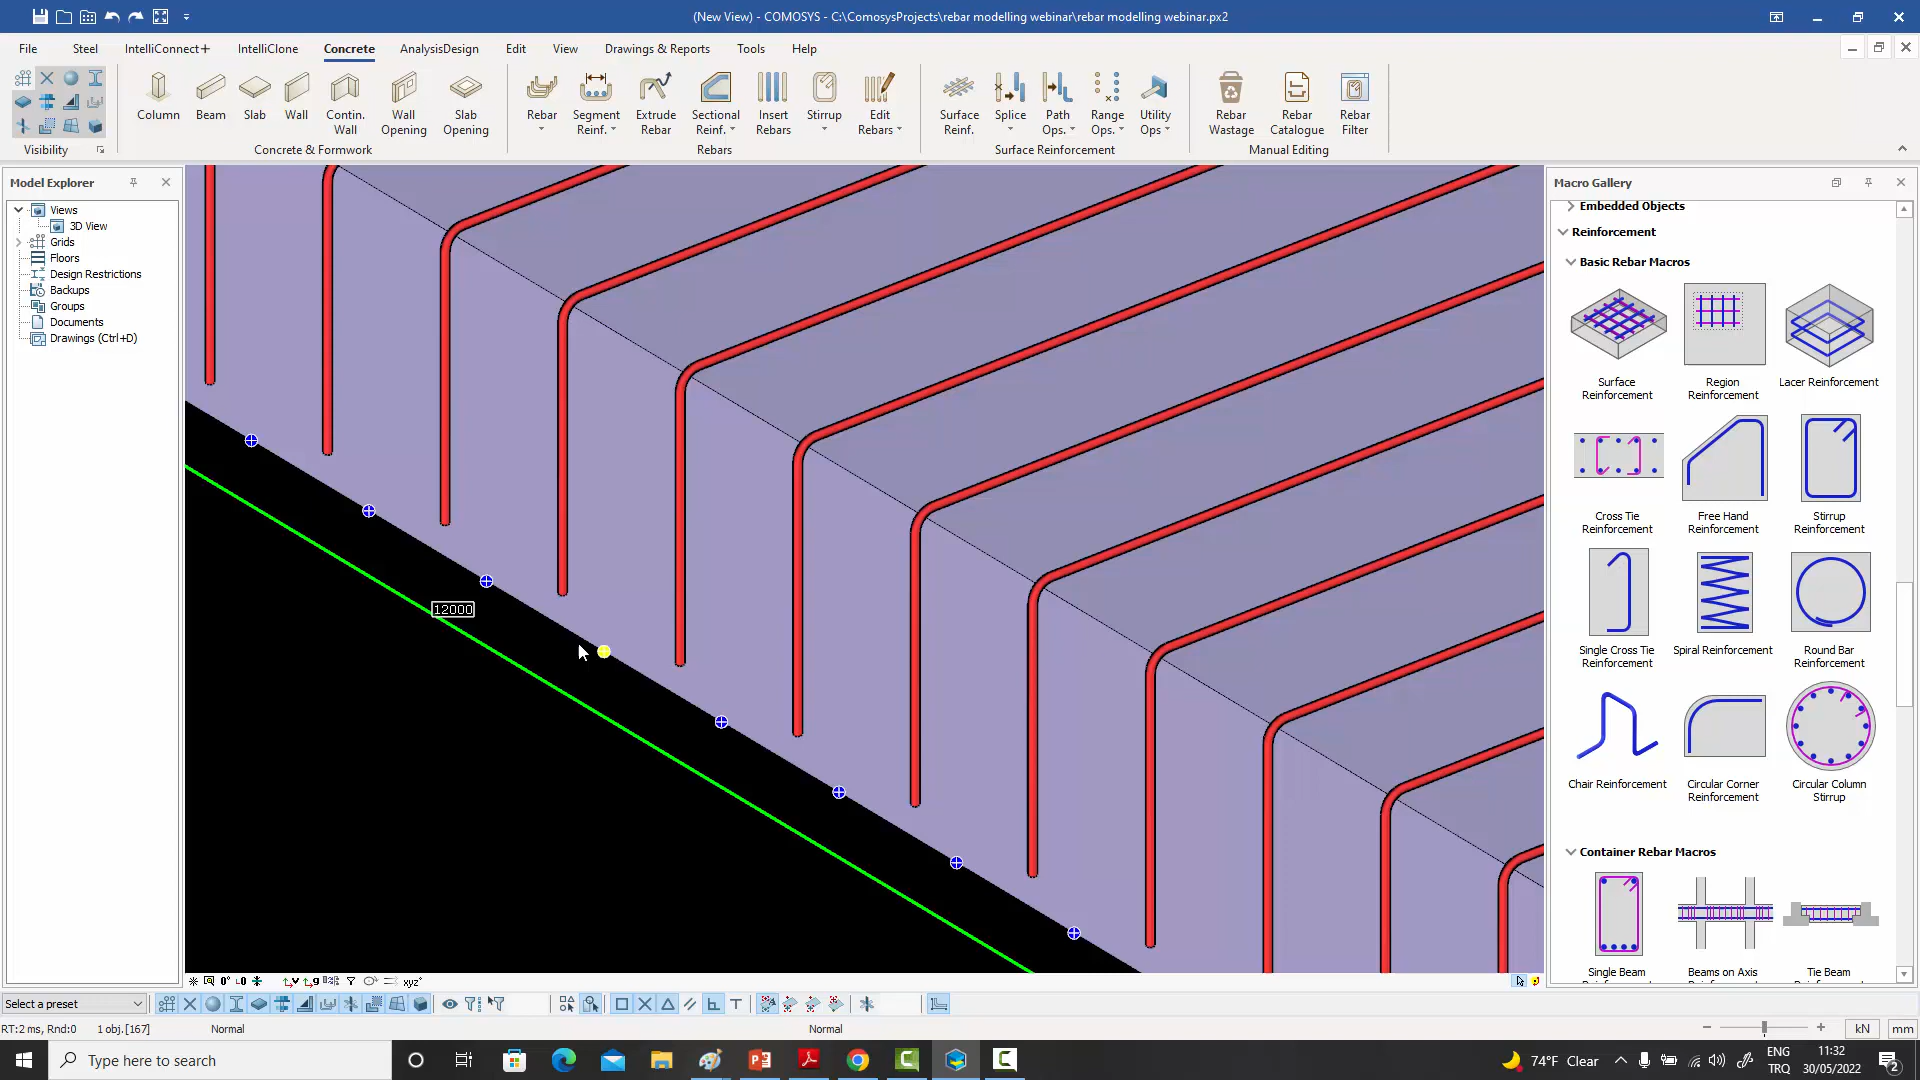 (New View) - COMOSYS - C:\ComosysProjects\rebar modelling webinar\rebar modelling webinar.px2
File Steel IntelliConnect+ IntelliClone Concrete AnalysisDesign Edit View Drawings & Reports Tools Help
Column Beam Slab Wall Contin. Wall Wall Opening Slab Opening Rebar Segment Reinf. Extrude Rebar Sectional Reinf. Insert Rebars Stirrup Edit Rebars Surface Reinf. Splice Path Ops. Range Ops. Utility Ops Rebar Wastage Rebar Catalogue Rebar Filter
Visibility Concrete & Formwork Rebars Surface Reinforcement Manual Editing
Model Explorer
Views
3D View
Grids
Floors
Design Restrictions
Backups
Groups
Documents
Drawings (Ctrl+D)
12000
Macro Gallery
Embedded Objects
Reinforcement
Basic Rebar Macros
Surface Reinforcement
Region Reinforcement
Lacer Reinforcement
Cross Tie Reinforcement
Free Hand Reinforcement
Stirrup Reinforcement
Single Cross Tie Reinforcement
Spiral Reinforcement
Round Bar Reinforcement
Chair Reinforcement
Circular Corner Reinforcement
Circular Column Stirrup
Container Rebar Macros
Single Beam
Beams on Axis
Tie Beam
xyz
Select a preset
RT:2 ms, Rnd:0 1 obj.[167] Normal Normal kN mm
Type here to search
74°F Clear
ENG
TRQ
11:32
30/05/2022
2